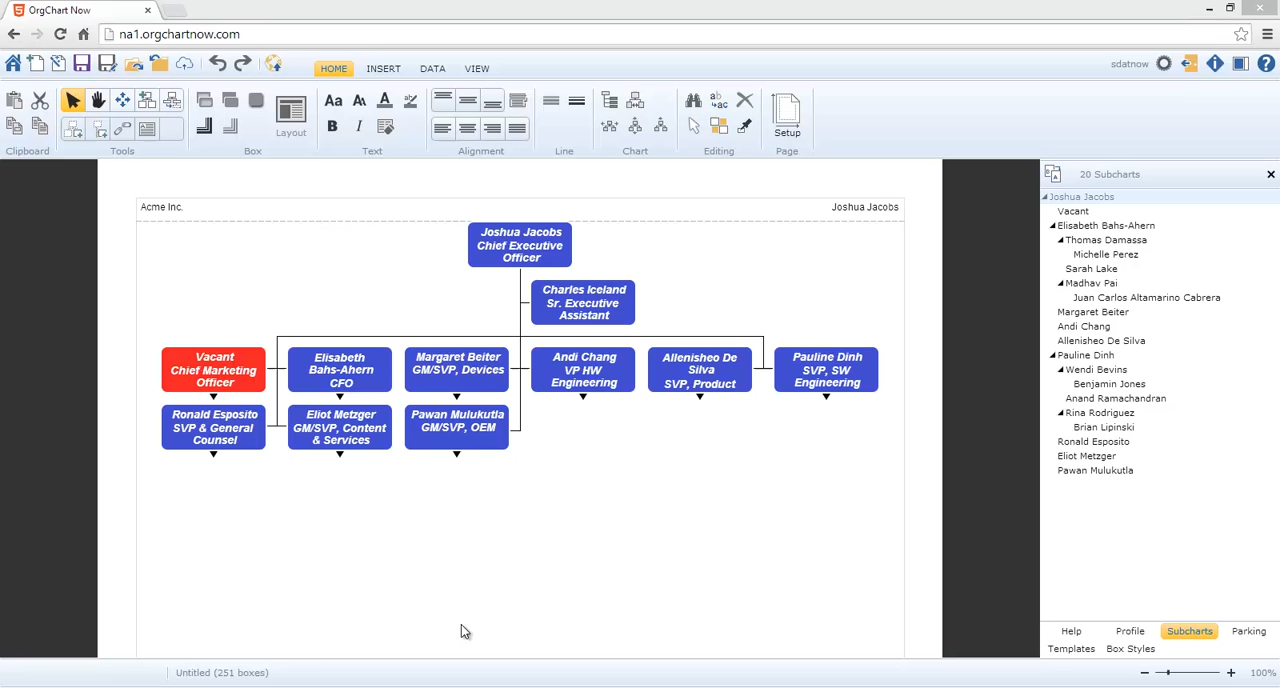 OrgChart Now
na1.orgchartnow.com
HOME INSERT DATA VIEW
sdatnow
Aa Aa A
ab
ac
B I
Layout
Setup
Clipboard Tools Box Text Alignment Line Chart Editing Page
20 Subcharts
Acme Inc. Joshua Jacobs
Joshua Jacobs
Chief Executive
Officer
Charles Iceland
Sr. Executive
Assistant
Vacant
Chief Marketing
Officer
Elisabeth
Bahs-Ahern
CFO
Margaret Beiter
GM/SVP, Devices
Andi Chang
VP HW
Engineering
Allenisheo De
Silva
SVP, Product
Pauline Dinh
SVP, SW
Engineering
Ronald Esposito
SVP & General
Counsel
Eliot Metzger
GM/SVP, Content
& Services
Pawan Mulukutla
GM/SVP, OEM
Joshua Jacobs
Vacant
Elisabeth Bahs-Ahern
Thomas Damassa
Michelle Perez
Sarah Lake
Madhav Pai
Juan Carlos Altamarino Cabrera
Margaret Beiter
Andi Chang
Allenisheo De Silva
Pauline Dinh
Wendi Bevins
Benjamin Jones
Anand Ramachandran
Rina Rodriguez
Brian Lipinski
Ronald Esposito
Eliot Metzger
Pawan Mulukutla
Help Profile Subcharts Parking
Templates Box Styles
Untitled (251 boxes)
100%